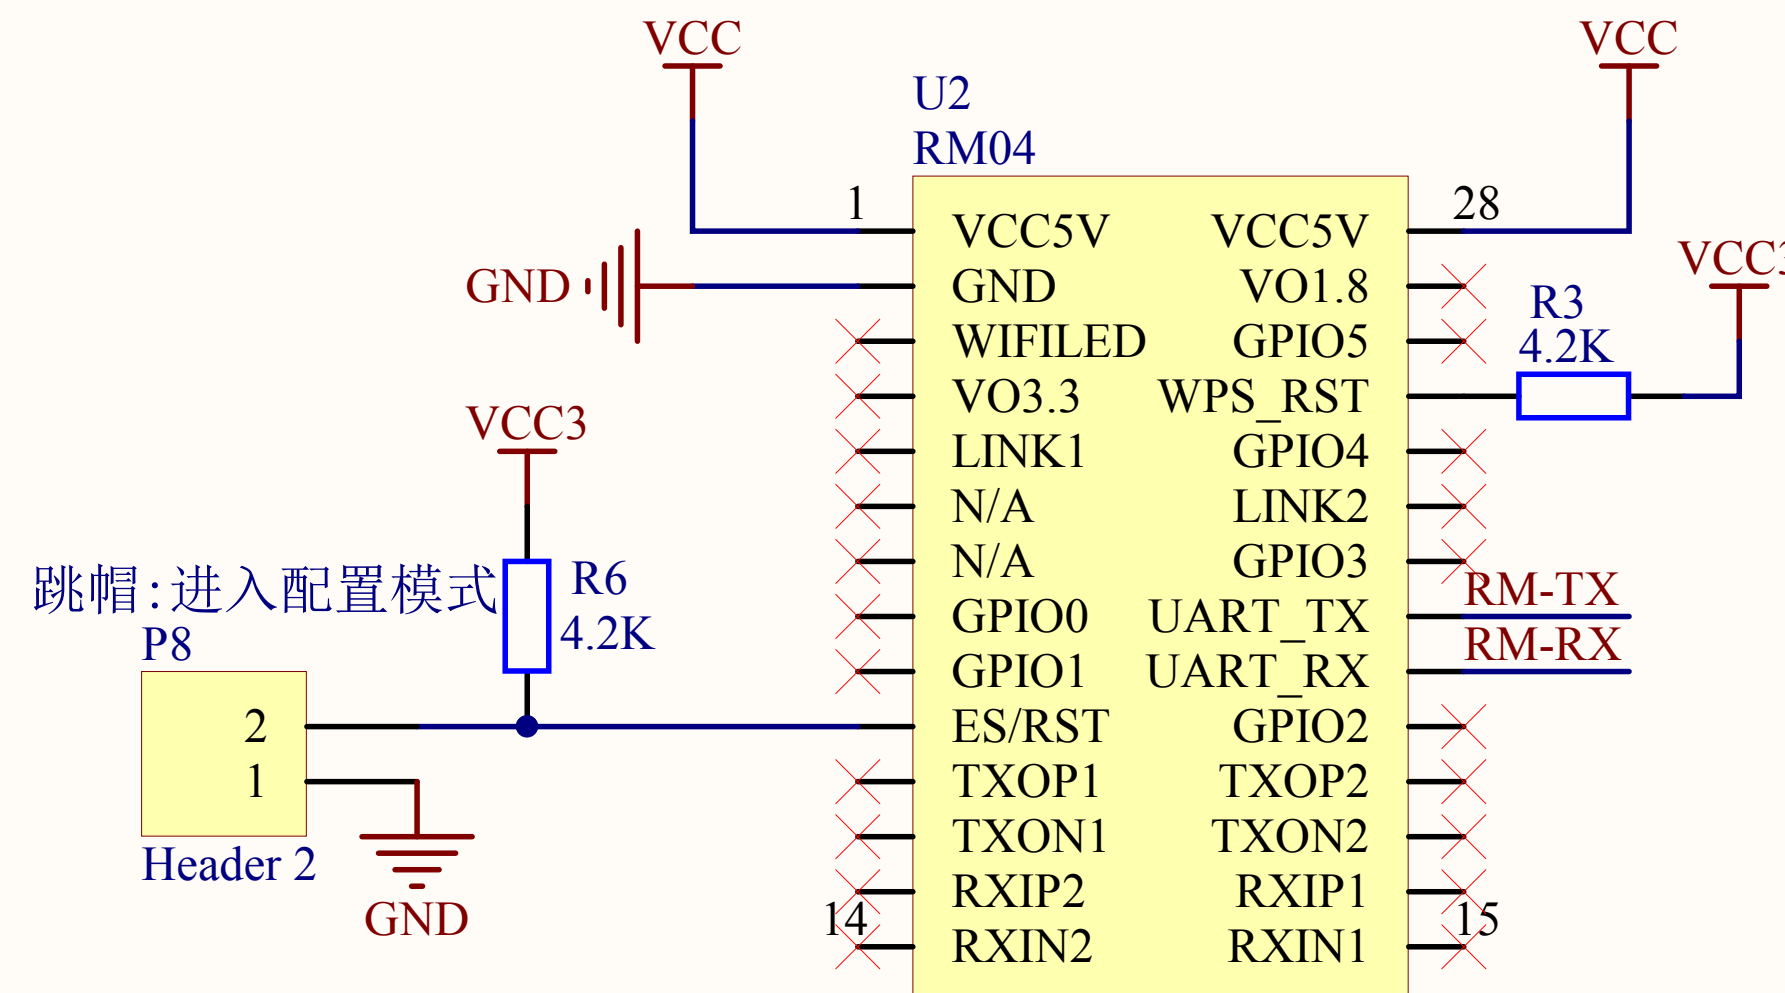 VCC
VCC
U2
RM04
1
28
VCC5V
VCC5V
GND
GND
VO1.8
VCC3
R3
4.2K
WIFILED
GPIO5
VO3.3
WPS_RST
VCC3
LINK1
GPIO4
N/A
LINK2
N/A
GPIO3
跳帽:进入配置模式
R6
4.2K
GPIO0
UART_TX
RM-TX
P8
GPIO1
UART_RX
RM-RX
2
ES/RST
GPIO2
1
TXOP1
TXOP2
TXON1
TXON2
Header 2
RXIP2
RXIP1
GND
14
15
RXIN2
RXIN1